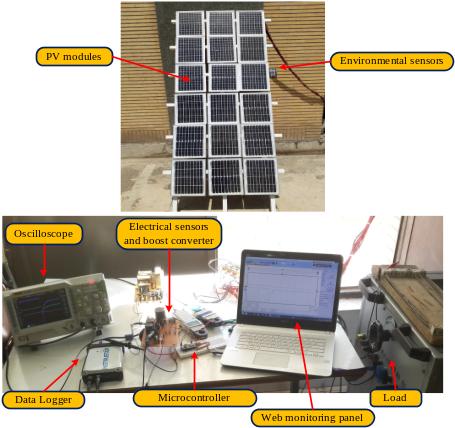 PV modules
Environmental sensors
Oscilloscope
Electrical sensors
and boost converter
Data Logger
Microcontroller
Web monitoring panel
Load